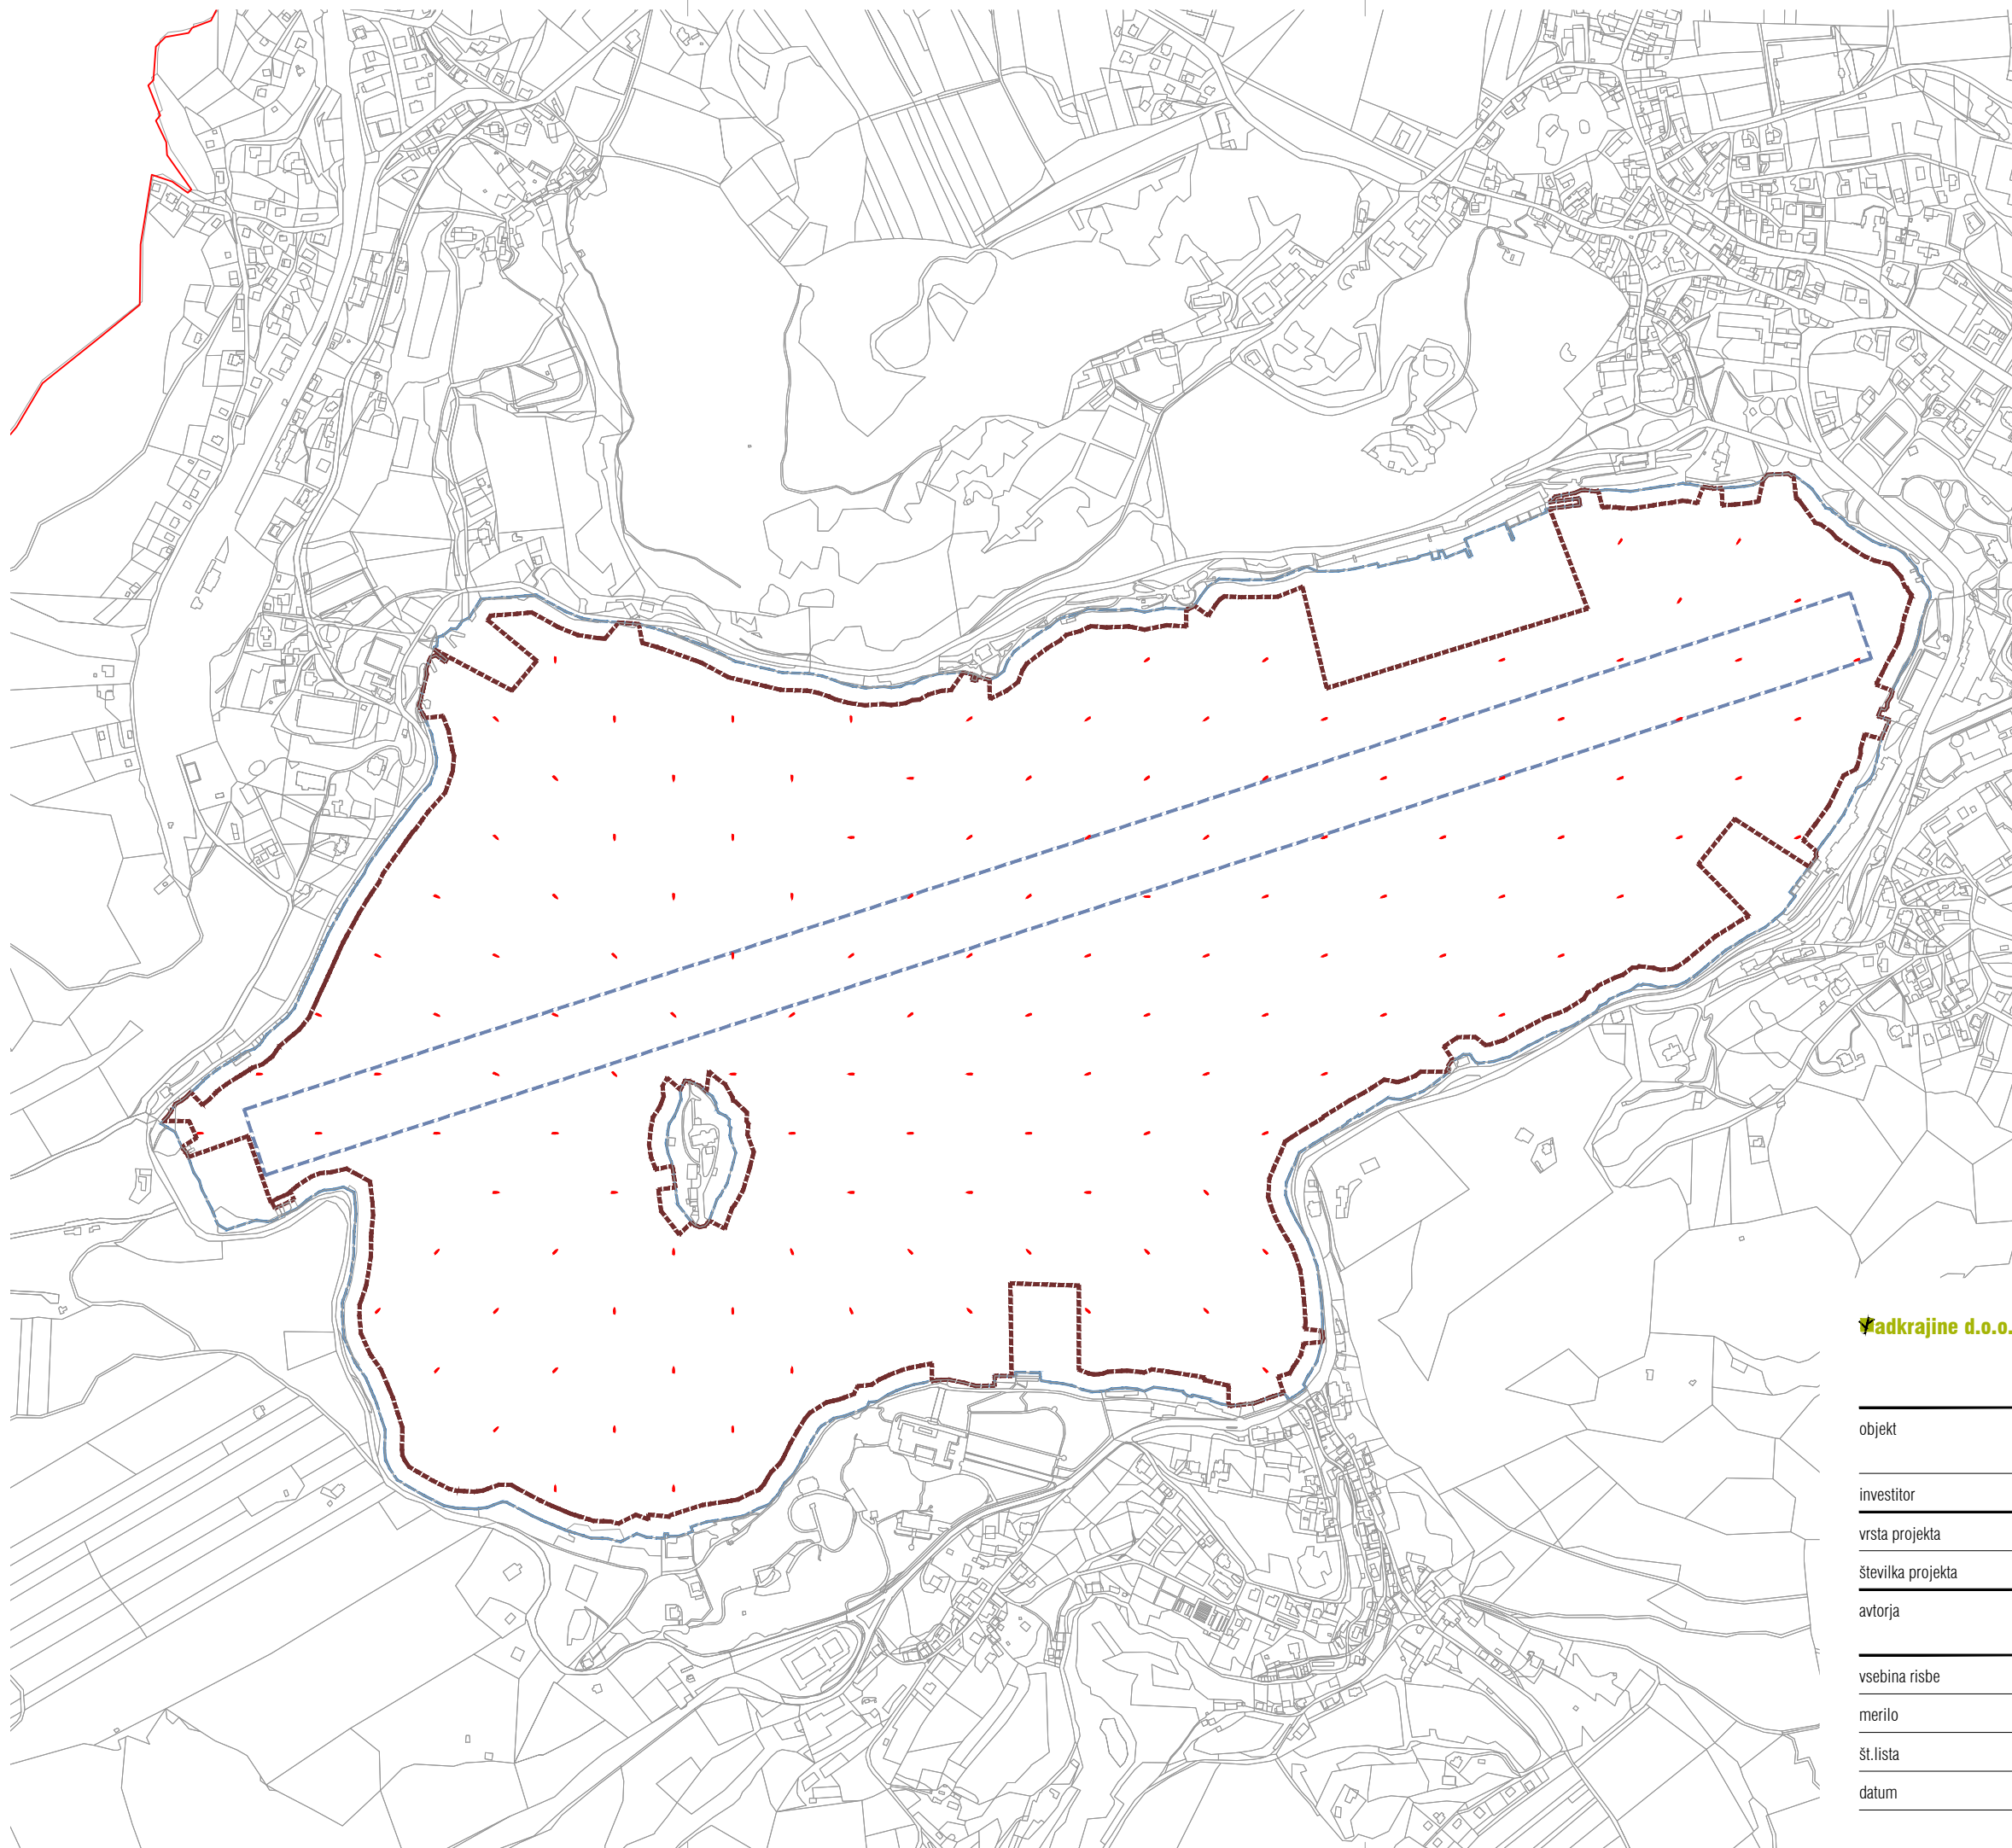 adkrajine d.o.o.
objekt
investitor
vrsta projekta
številka projekta
avtorja
vsebina risbe
merilo
št.lista
datum